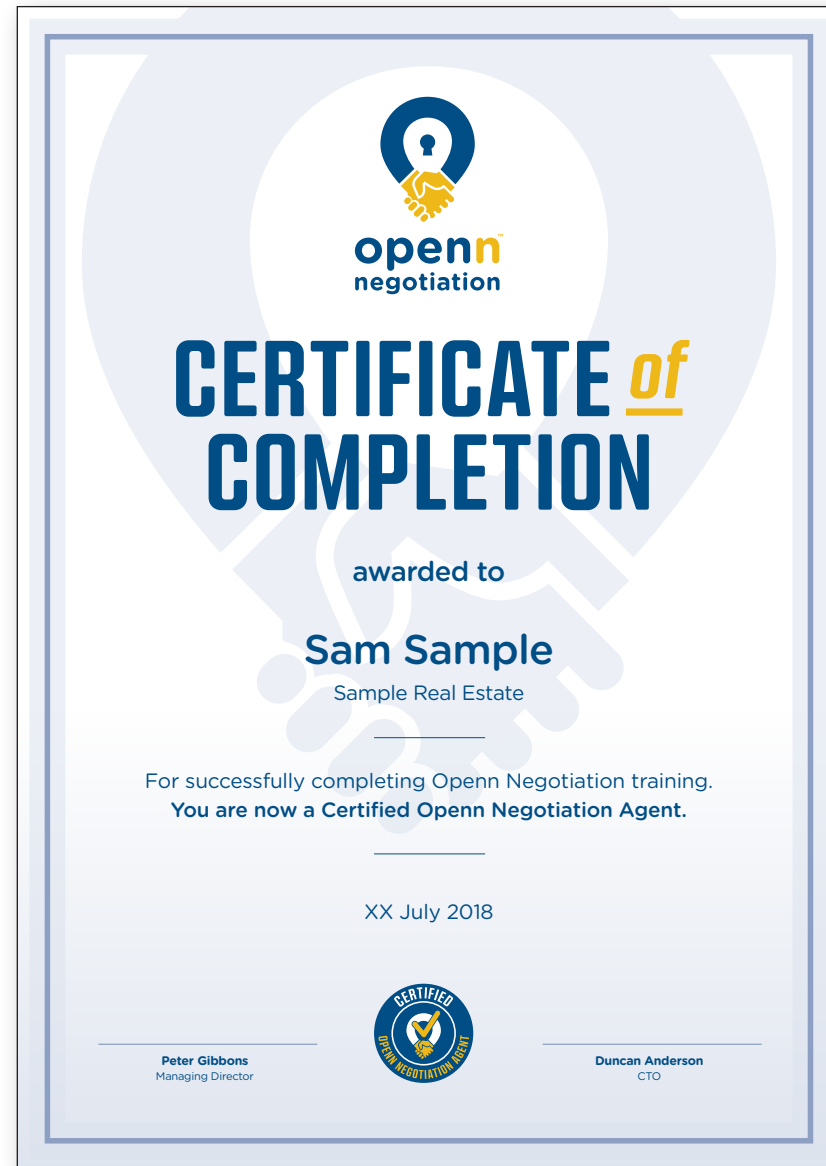 openn™
negotiation
CERTIFICATE of
COMPLETION
awarded to
Sam Sample
Sample Real Estate
For successfully completing Openn Negotiation training.
You are now a Certified Openn Negotiation Agent.
XX July 2018
CERTIFIED
OPENN NEGOTIATION AGENT
Peter Gibbons
Managing Director
Duncan Anderson
CTO